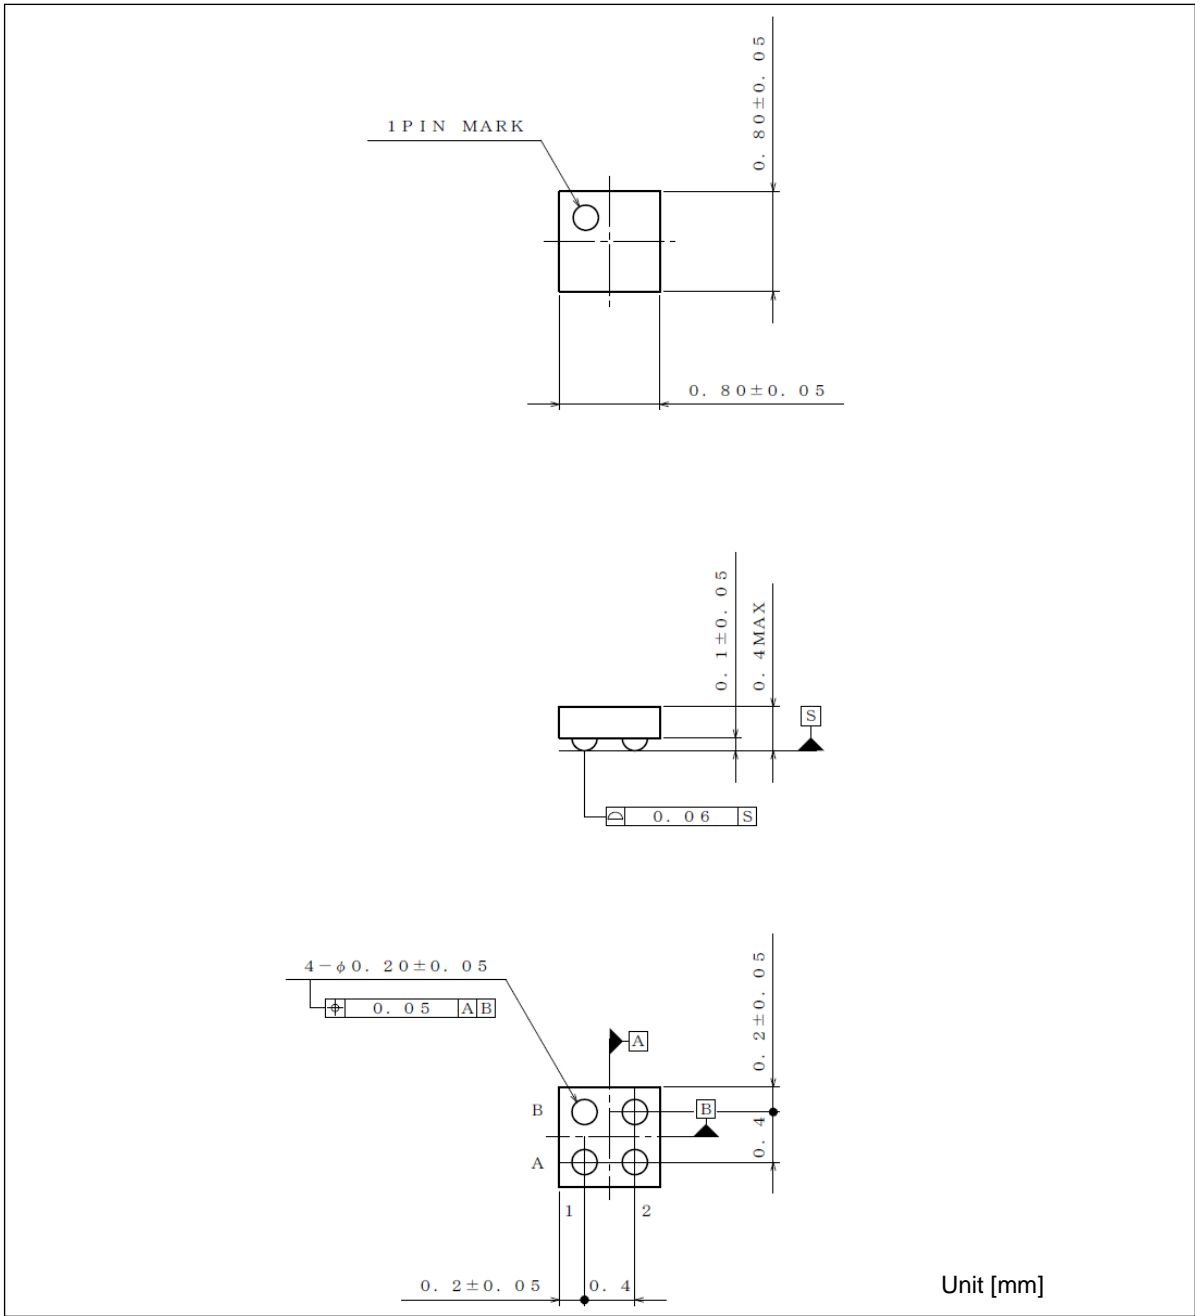 0. 80±0. 05
1PIN MARK
0. 80±0. 05
0. 1±0. 05
0. 4MAX
S
0. 06 S
4-φ0. 20±0. 05
0. 05 A B
0. 2±0. 05
A
B
B
0. 4
A
1 2
0. 2±0. 05 0. 4
Unit [mm]